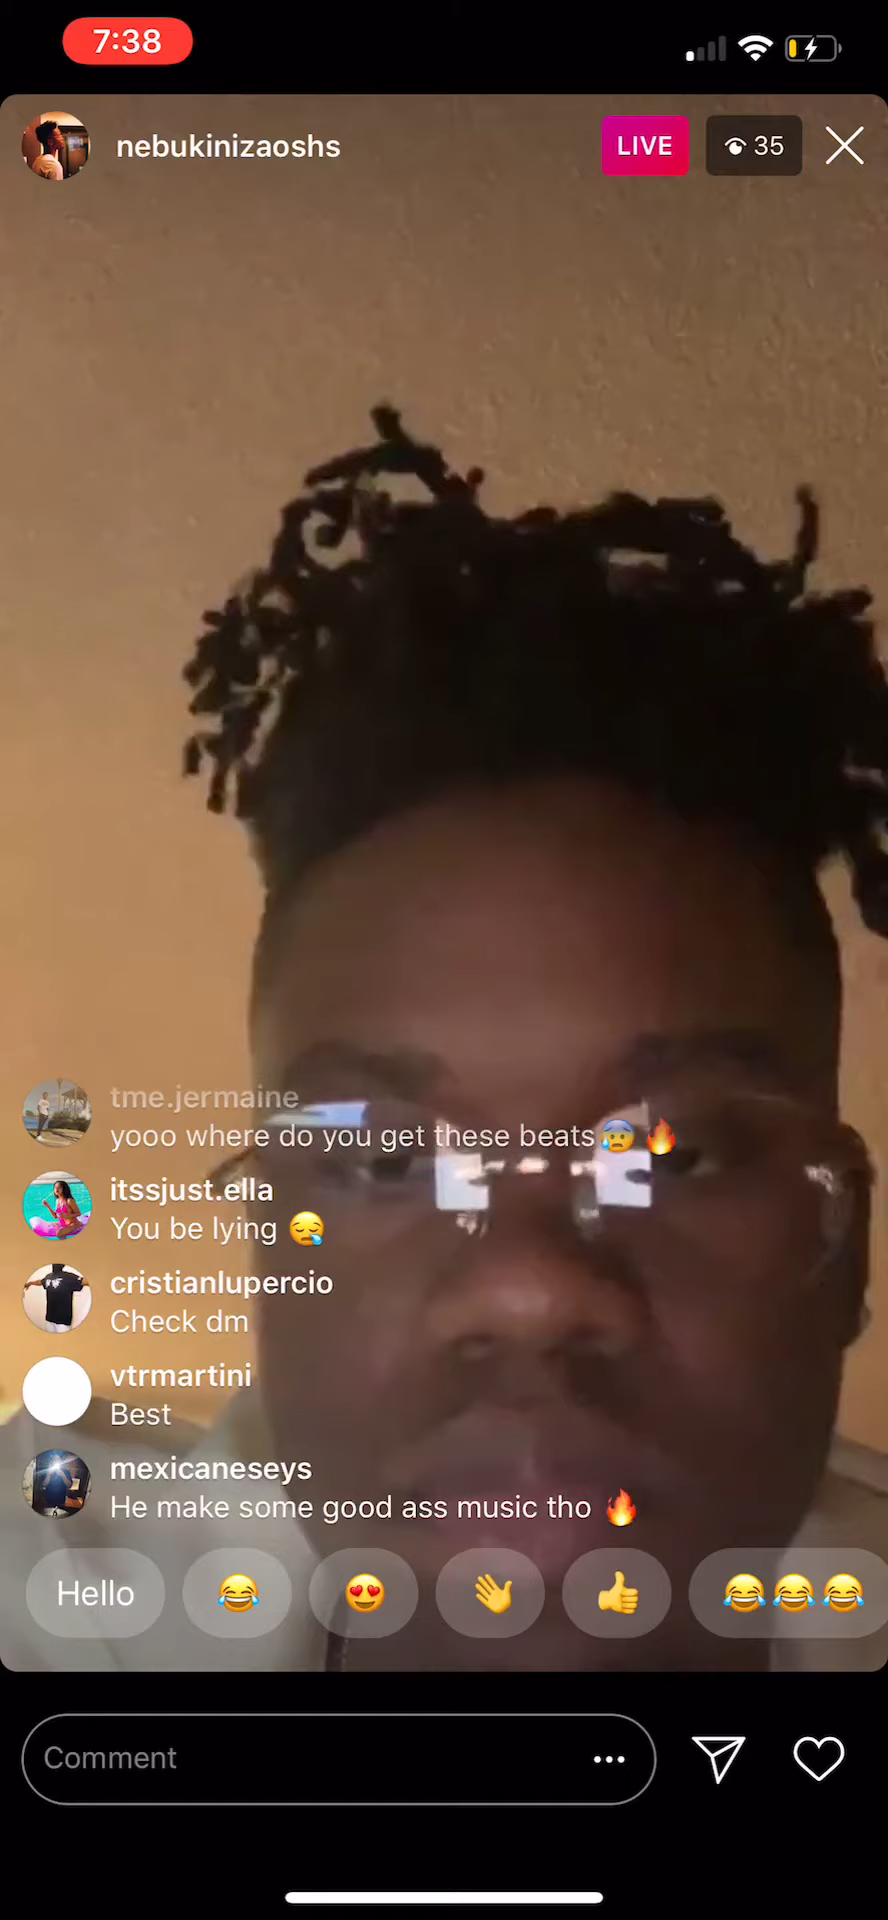 7:38
nebukinizaoshs
LIVE
35
tme.jermaine
yooo where do you get these beats😰🔥
itssjust.ella
You be lying 😪
cristianlupercio
Check dm
vtrmartini
Best
mexicaneseys
He make some good ass music tho 🔥
Hello 😂 😍 👋 👍 😂😂😂
Comment